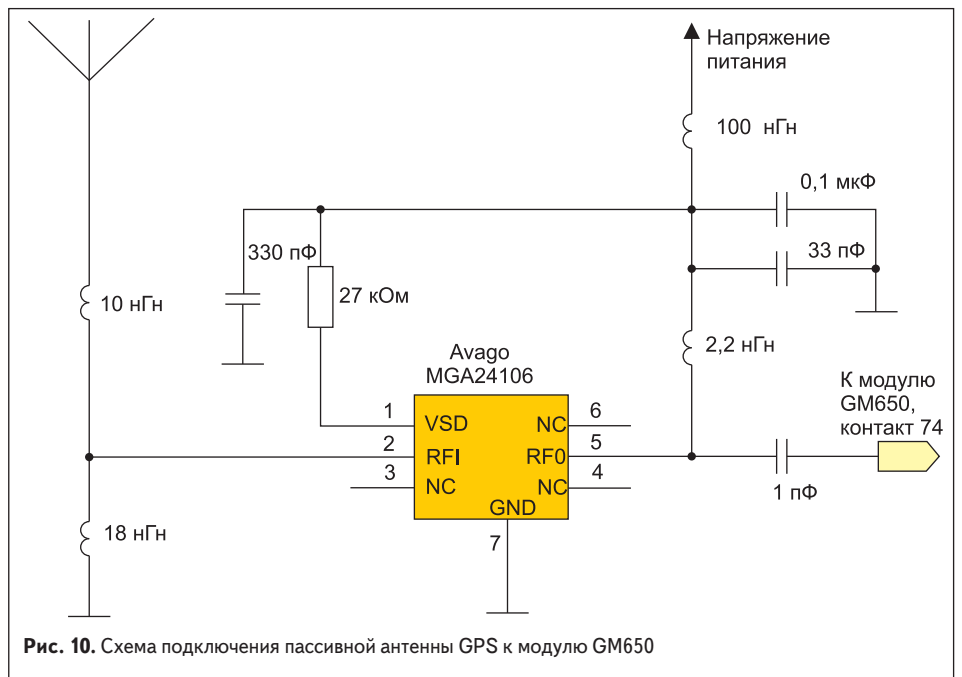 Напряжение
питания
100 нГн
0,1 мкФ
330 пФ
33 пФ
27 кОм
10 нГн
2,2 нГн
Avago
MGA24106
К модулю
GM650,
контакт 74
1
VSD
NC
6
2
RFI
RF0
5
3
NC
NC
4
GND
1 пФ
7
18 нГн
Рис. 10. Схема подключения пассивной антенны GPS к модулю GM650